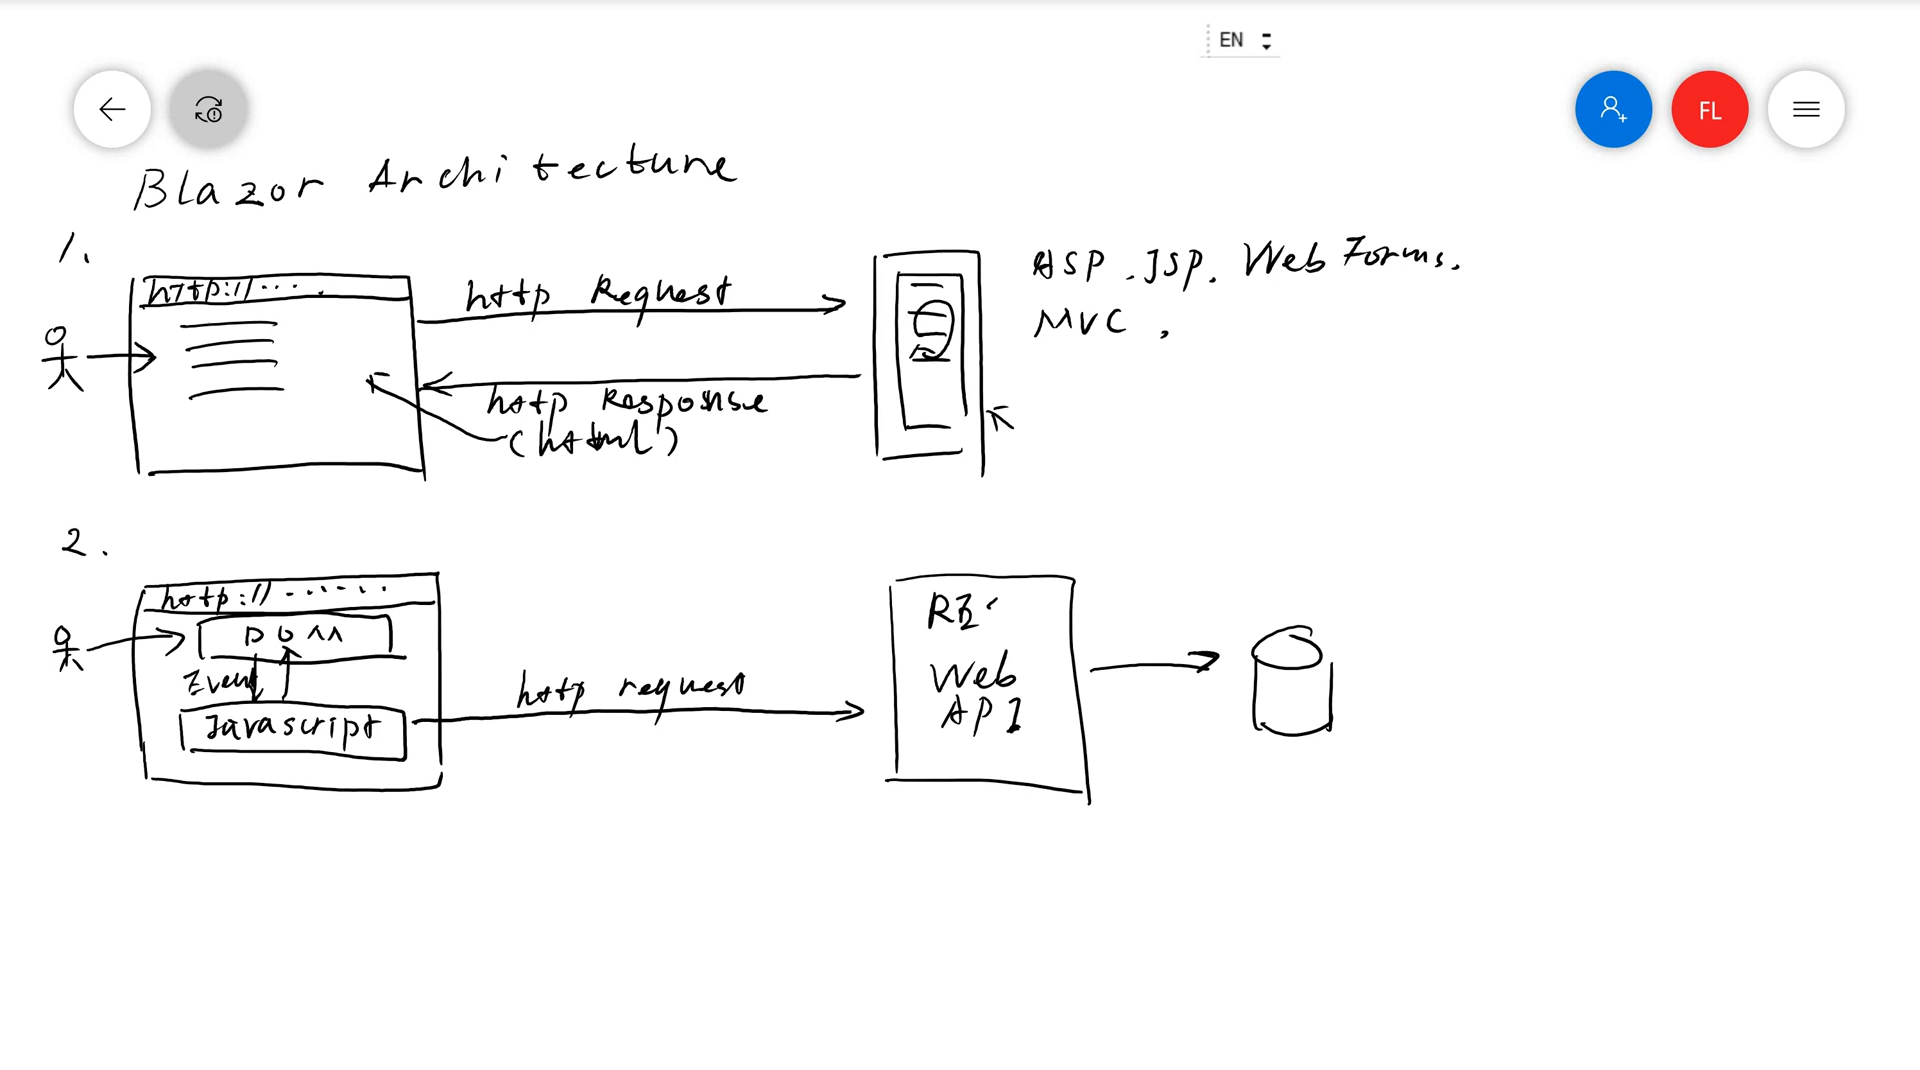 EN
FL
Blazor Architecture
1.
http://....
http Request
http Response
(html)
ASP. JSP. Web Forms.
MVC.
2.
http://.......
DOM
Event
Javascript
http request
Web
API